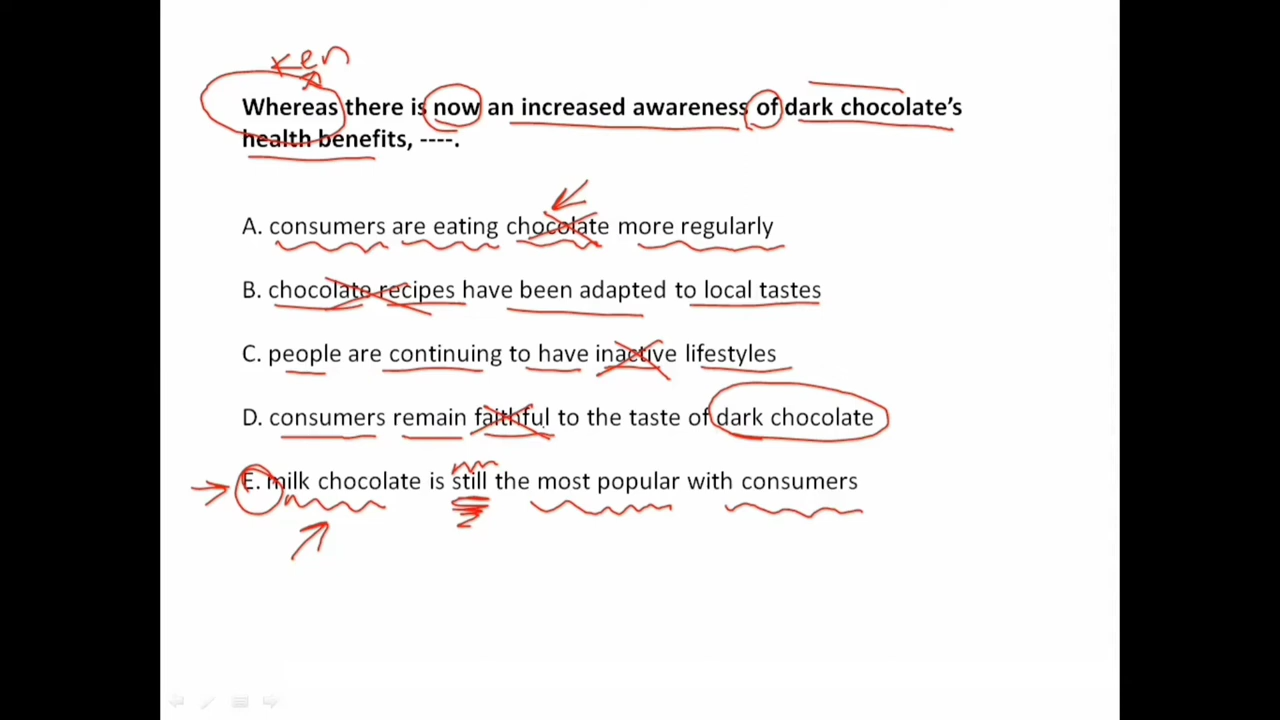 ken
Whereas there is now an increased awareness of dark chocolate's
health benefits, ----.
A. consumers are eating chocolate more regularly
B. chocolate recipes have been adapted to local tastes
C. people are continuing to have inactive lifestyles
D. consumers remain faithful to the taste of dark chocolate
E. milk chocolate is still the most popular with consumers